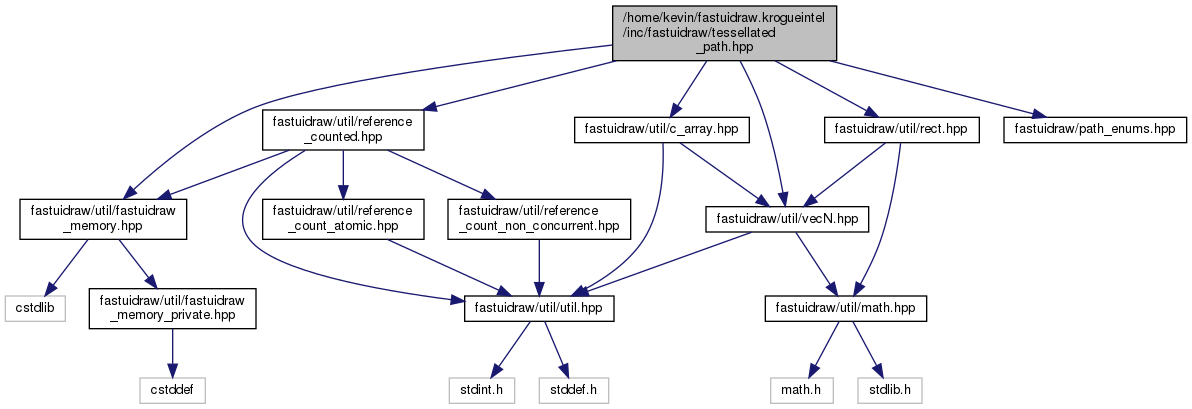 /home/kevin/fastuidraw.krogueintel
/inc/fastuidraw/tessellated
_path.hpp
fastuidraw/util/reference
_counted.hpp
fastuidraw/util/c_array.hpp
fastuidraw/util/rect.hpp
fastuidraw/path_enums.hpp
fastuidraw/util/fastuidraw
_memory.hpp
fastuidraw/util/reference
_count_atomic.hpp
fastuidraw/util/reference
_count_non_concurrent.hpp
fastuidraw/util/vecN.hpp
cstdlib
fastuidraw/util/fastuidraw
_memory_private.hpp
fastuidraw/util/util.hpp
fastuidraw/util/math.hpp
cstddef
stdint.h
stddef.h
math.h
stdlib.h